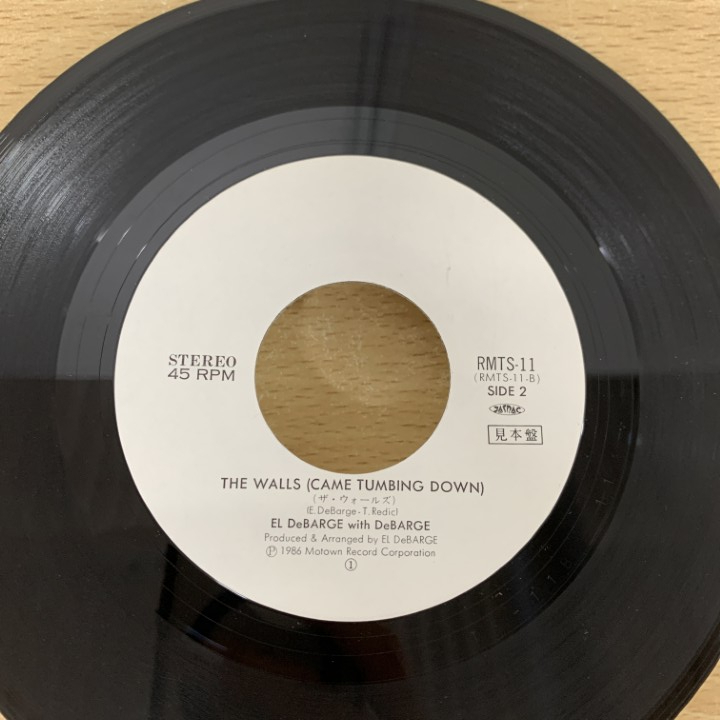 STEREO
45 RPM
RMTS-11
(RMTS-11-B)
SIDE 2
JASRAC
見本盤
THE WALLS (CAME TUMBING DOWN)
(ザ・ウォールズ)
(E. DeBarge - T. Redic)
EL DeBARGE with DeBARGE
Produced & Arranged by EL DeBARGE
Ⓟ 1986 Motown Record Corporation
①